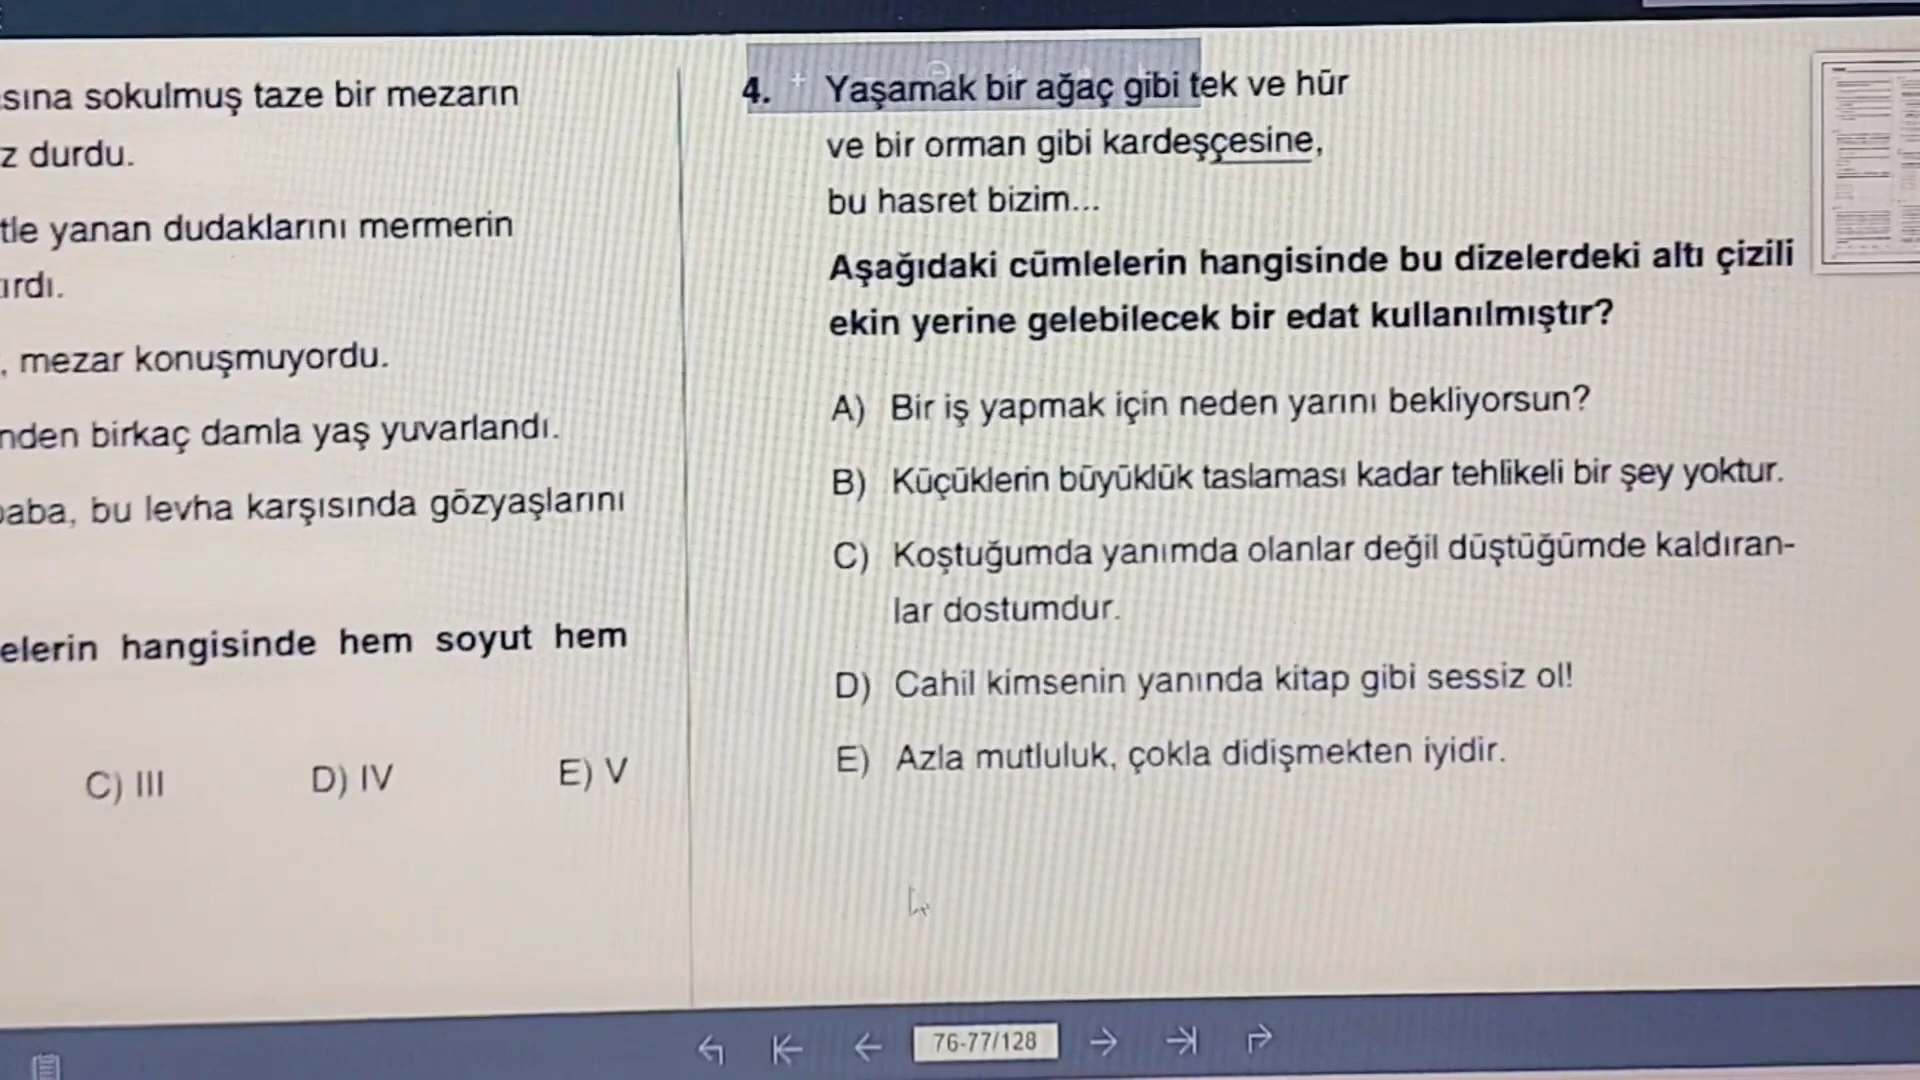 sına sokulmuş taze bir mezarın
z durdu.
tle yanan dudaklarını mermerin
ırdı.
, mezar konuşmuyordu.
nden birkaç damla yaş yuvarlandı.
baba, bu levha karşısında gözyaşlarını
elerin hangisinde hem soyut hem
C) III D) IV E) V
4. Yaşamak bir ağaç gibi tek ve hür
ve bir orman gibi kardeşçesine,
bu hasret bizim...
Aşağıdaki cümlelerin hangisinde bu dizelerdeki altı çizili
ekin yerine gelebilecek bir edat kullanılmıştır?
A) Bir iş yapmak için neden yarını bekliyorsun?
B) Küçüklerin büyüklük taslaması kadar tehlikeli bir şey yoktur.
C) Koştuğumda yanımda olanlar değil düştüğümde kaldıran-
lar dostumdur.
D) Cahil kimsenin yanında kitap gibi sessiz ol!
E) Azla mutluluk, çokla didişmekten iyidir.
76-77/128